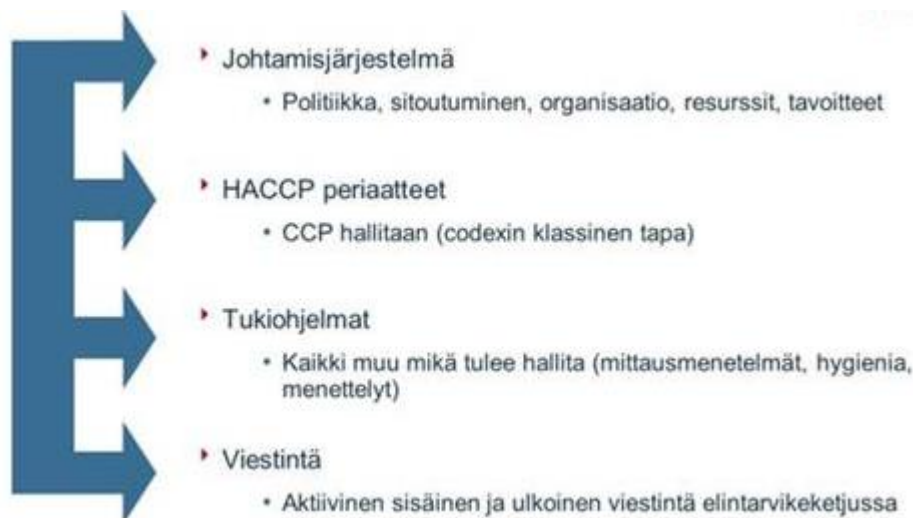 Johtamisjärjestelmä
Politiikka, sitoutuminen, organisaatio, resurssit, tavoitteet
HACCP periaatteet
CCP hallitaan (codexin klassinen tapa)
Tukiohjelmat
Kaikki muu mikä tulee hallita (mittausmenetelmät, hygienia,
menettelyt)
Viestintä
Aktiivinen sisäinen ja ulkoinen viestintä elintarvikeketjussa